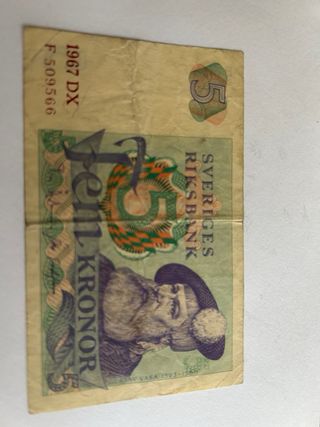 1967 DX
F 509566
5
SVERIGES
RIKSBANK
5
Fem KRONOR
5